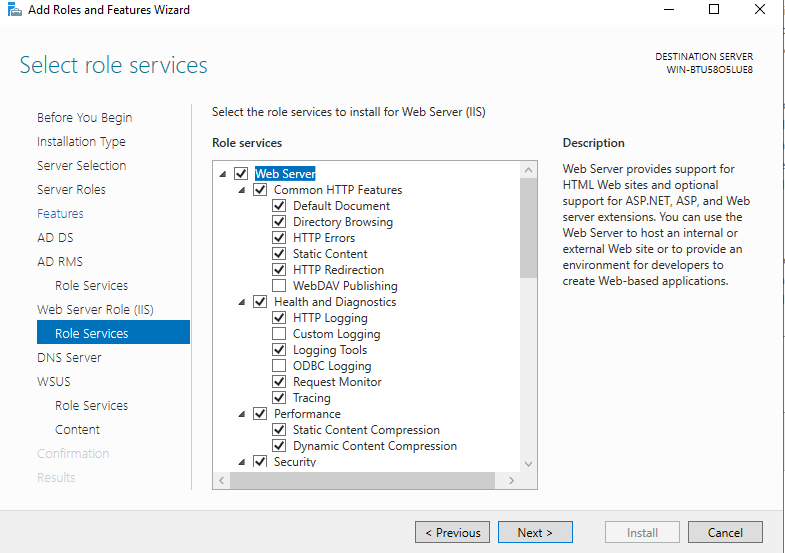 Add Roles and Features Wizard
Select role services
DESTINATION SERVER
WIN-BTU58O5LUE8
Before You Begin
Installation Type
Server Selection
Server Roles
Features
AD DS
AD RMS
Role Services
Web Server Role (IIS)
Role Services
DNS Server
WSUS
Role Services
Content
Confirmation
Results
Select the role services to install for Web Server (IIS)
Role services
Web Server
Common HTTP Features
Default Document
Directory Browsing
HTTP Errors
Static Content
HTTP Redirection
WebDAV Publishing
Health and Diagnostics
HTTP Logging
Custom Logging
Logging Tools
ODBC Logging
Request Monitor
Tracing
Performance
Static Content Compression
Dynamic Content Compression
Security
Description
Web Server provides support for
HTML Web sites and optional
support for ASP.NET, ASP, and Web
server extensions. You can use the
Web Server to host an internal or
external Web site or to provide an
environment for developers to
create Web-based applications.
< Previous
Next >
Install
Cancel